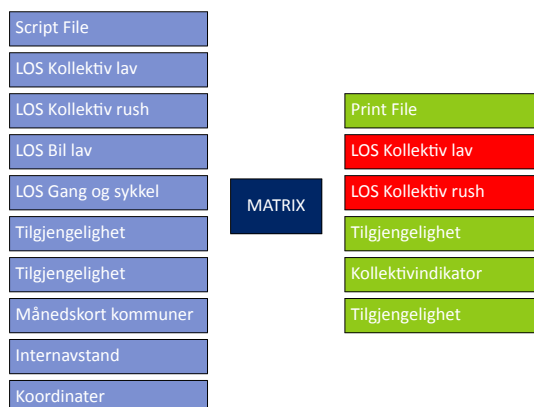 Script File
LOS Kollektiv lav
LOS Kollektiv rush
LOS Bil lav
LOS Gang og sykkel
Tilgjengelighet
Tilgjengelighet
Månedskort kommuner
Internavstand
Koordinater
MATRIX
Print File
LOS Kollektiv lav
LOS Kollektiv rush
Tilgjengelighet
Kollektivindikator
Tilgjengelighet